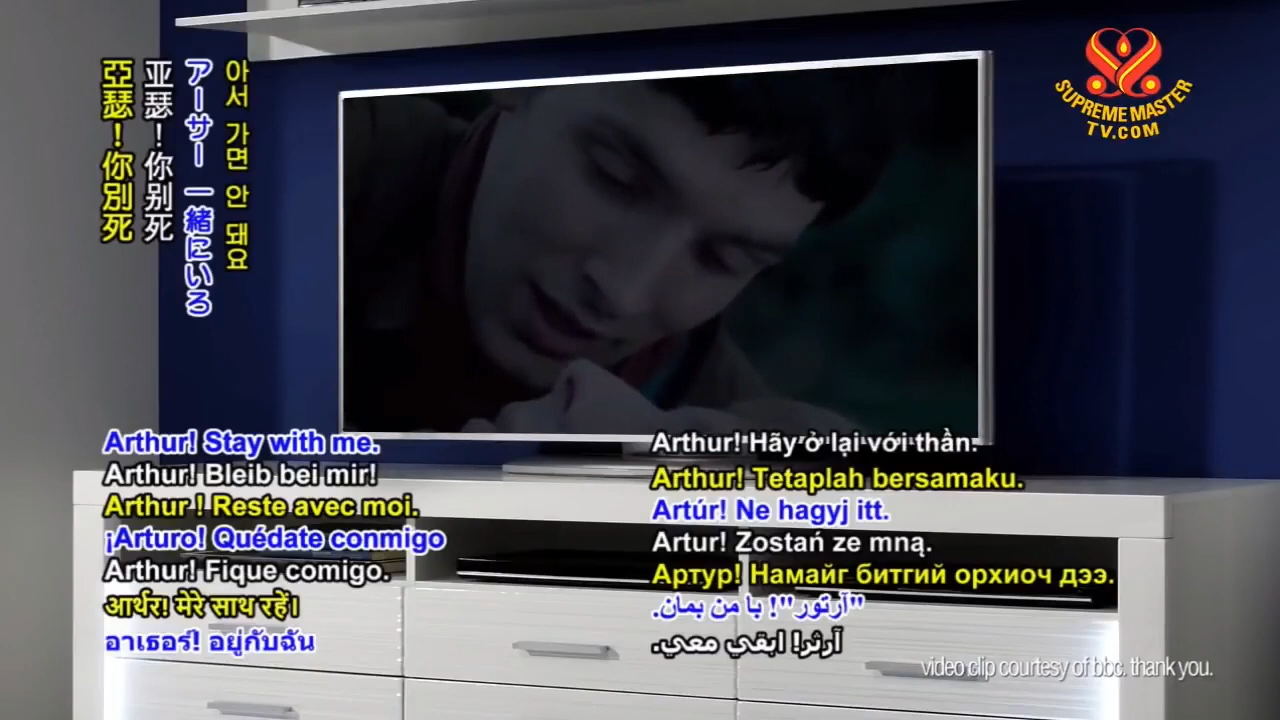 亞瑟！你別死
亚瑟！你别死
アーサー 一緒にいろ
아서 가면 안 돼요
SUPREME MASTER
TV.COM
Arthur! Stay with me.
Arthur! Bleib bei mir!
Arthur ! Reste avec moi.
¡Arturo! Quédate conmigo
Arthur! Fique comigo.
आर्थर! मेरे साथ रहें।
อาเธอร์! อยู่กับฉัน
Arthur! Hãy ở lại với thần.
Arthur! Tetaplah bersamaku.
Artúr! Ne hagyj itt.
Artur! Zostań ze mną.
Артур! Намайг битгий орхиоч дээ.
"آرتور"! با من بمان.
آرثر! ابقي معي.
video clip courtesy of bbc. thank you.